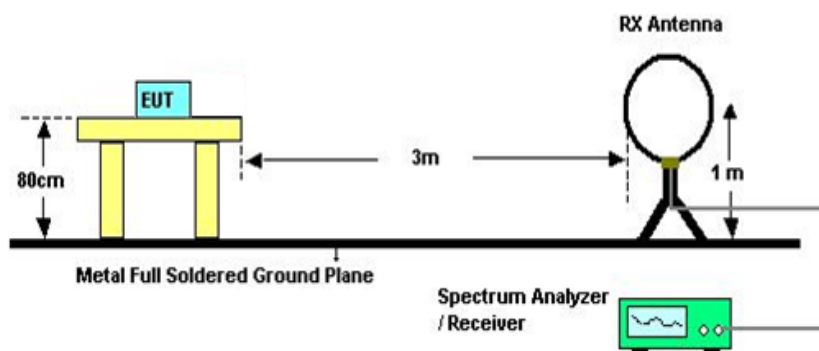 RX Antenna
EUT
3m
80cm
1 m
Metal Full Soldered Ground Plane
Spectrum Analyzer
/ Receiver